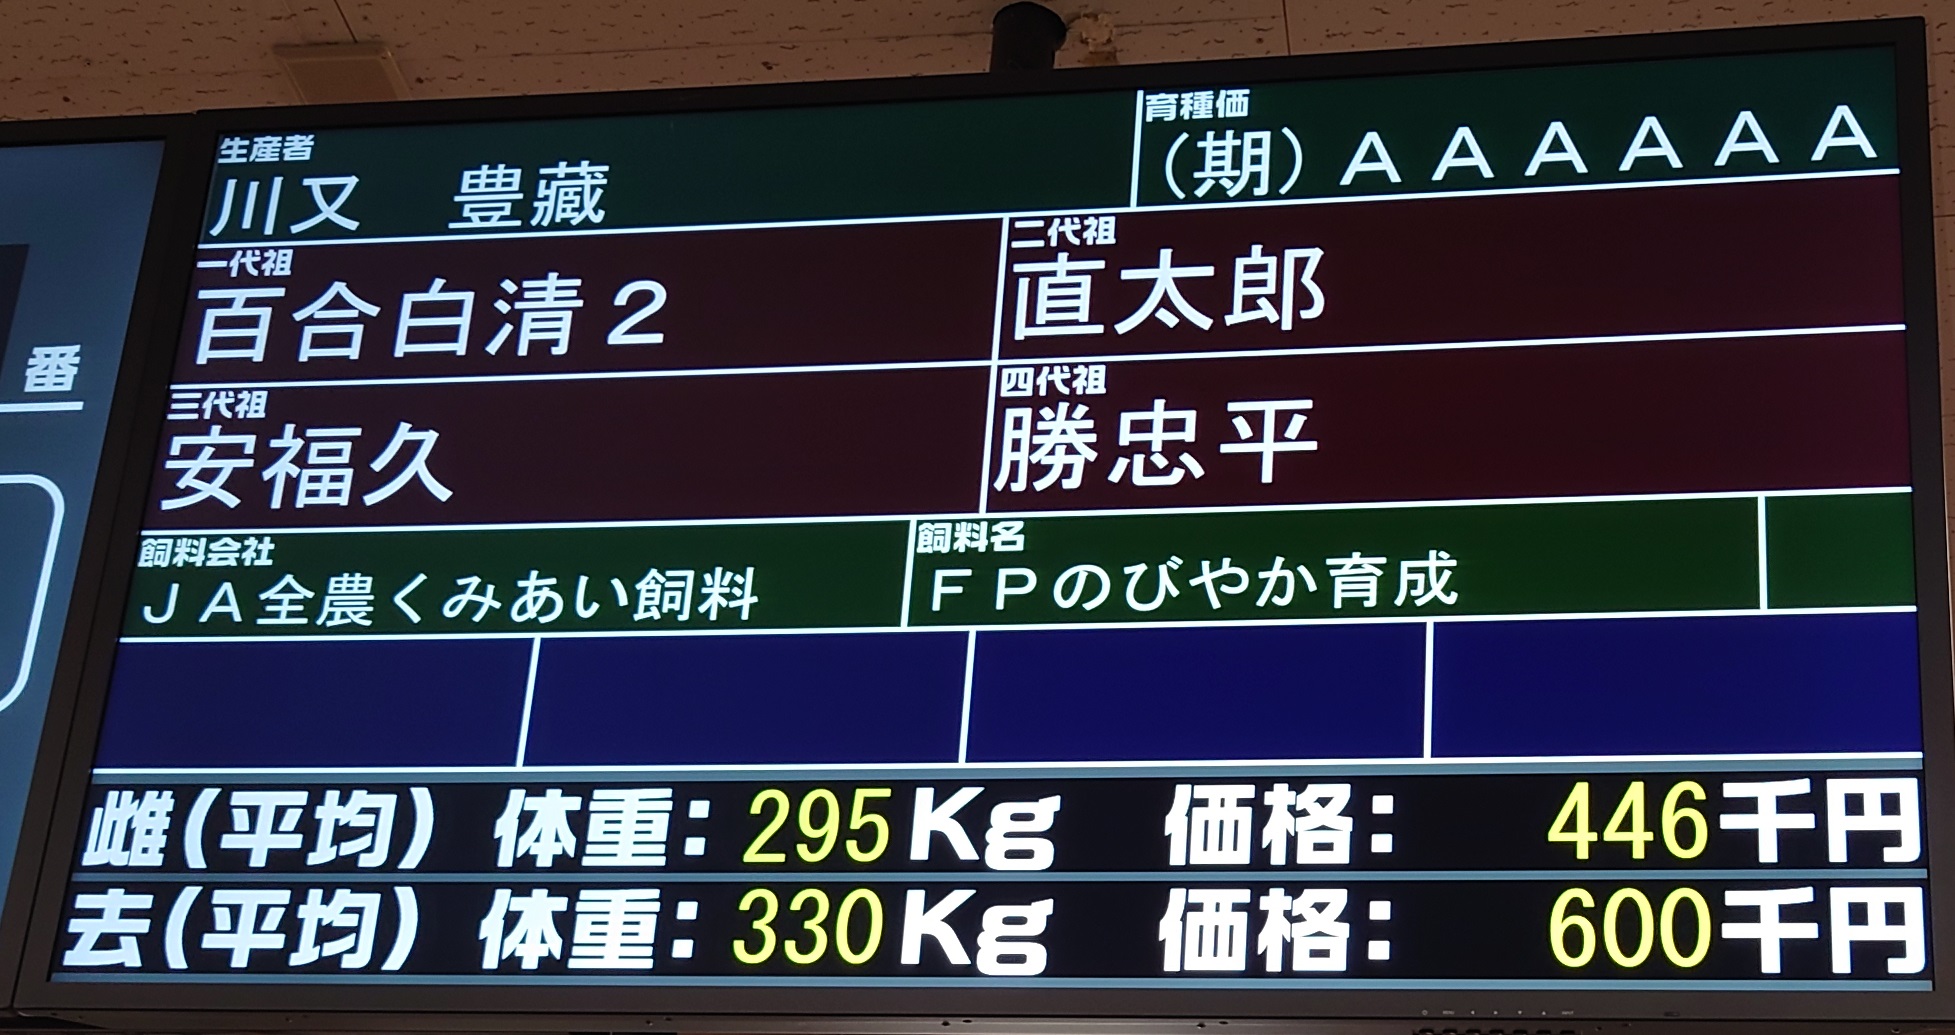 番
生産者
川又　豊藏
育種価
（期）ＡＡＡＡＡＡ
一代祖
百合白清２
二代祖
直太郎
三代祖
安福久
四代祖
勝忠平
飼料会社
ＪＡ全農くみあい飼料
飼料名
ＦＰのびやか育成
雌(平均) 体重：295Kg 価格： 446千円
去(平均) 体重：330Kg 価格： 600千円